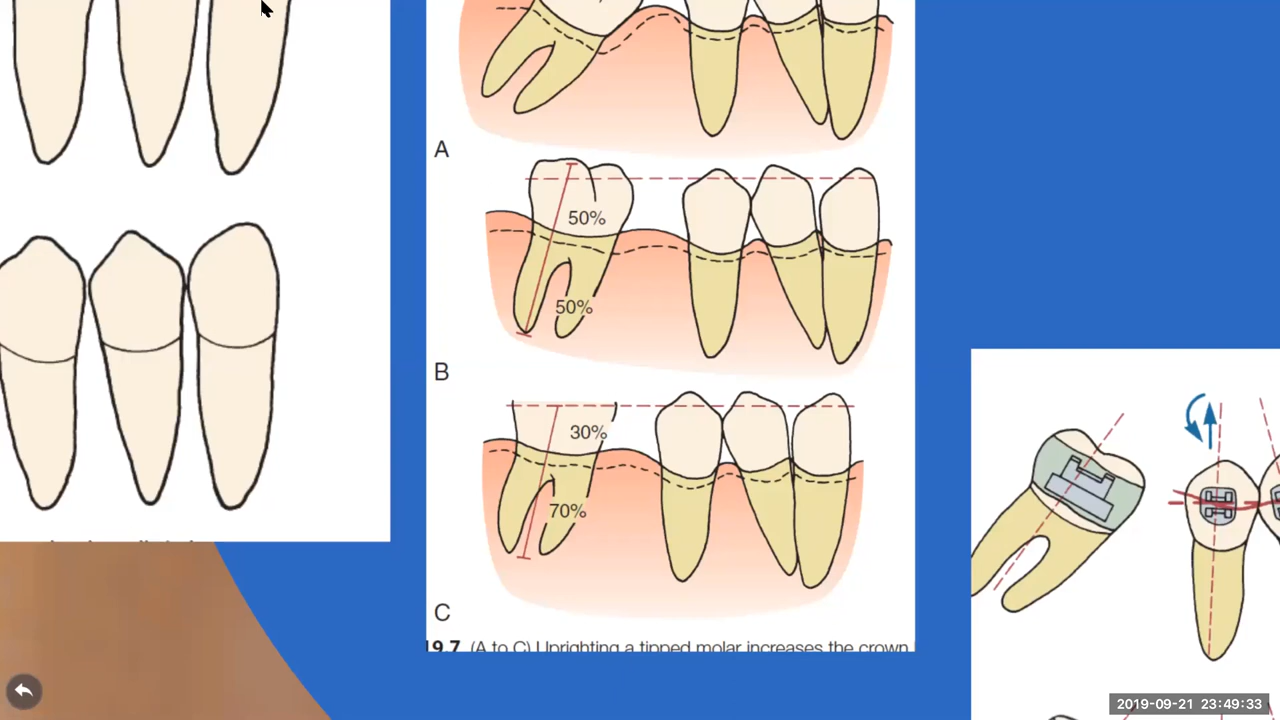 A
50%
50%
B
30%
70%
C
19.7 (A to C) Uprighting a tipped molar increases the crown
2019-09-21 23:49:33